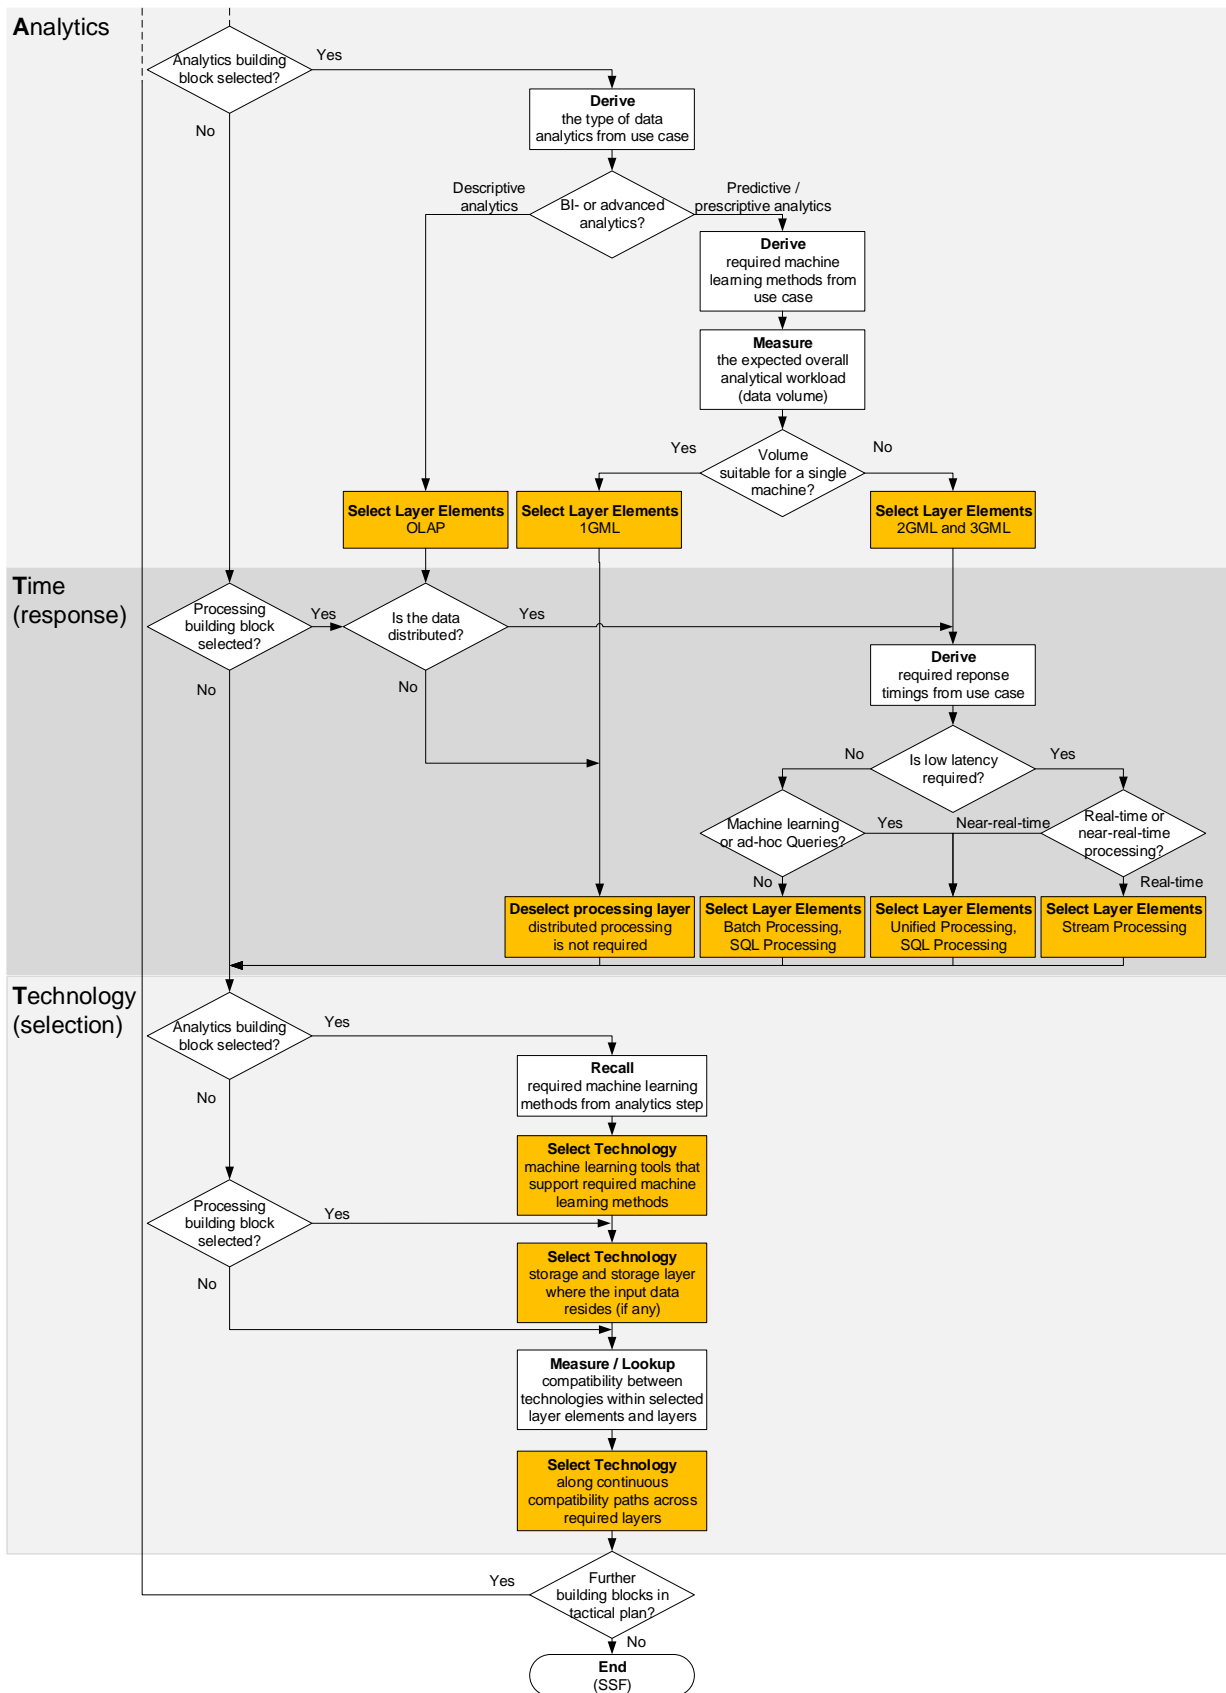 Analytics
Analytics building
block selected?
Yes
No
Derive
the type of data
analytics from use case
Descriptive
analytics
BI- or advanced
analytics?
Predictive /
prescriptive analytics
Derive
required machine
learning methods from
use case
Measure
the expected overall
analytical workload
(data volume)
Yes
Volume
suitable for a single
machine?
No
Select Layer Elements
OLAP
Select Layer Elements
1GML
Select Layer Elements
2GML and 3GML
Time
(response)
Processing
building block
selected?
Yes
No
Is the data
distributed?
Yes
No
Derive
required reponse
timings from use case
No
Is low latency
required?
Yes
Machine learning
or ad-hoc Queries?
Yes
No
Near-real-time
Real-time or
near-real-time
processing?
Real-time
Deselect processing layer
distributed processing
is not required
Select Layer Elements
Batch Processing,
SQL Processing
Select Layer Elements
Unified Processing,
SQL Processing
Select Layer Elements
Stream Processing
Technology
(selection)
Analytics building
block selected?
Yes
No
Recall
required machine learning
methods from analytics step
Select Technology
machine learning tools that
support required machine
learning methods
Processing
building block
selected?
Yes
No
Select Technology
storage and storage layer
where the input data
resides (if any)
Measure / Lookup
compatibility between
technologies within selected
layer elements and layers
Select Technology
along continuous
compatibility paths across
required layers
Yes
Further
building blocks in
tactical plan?
No
End
(SSF)